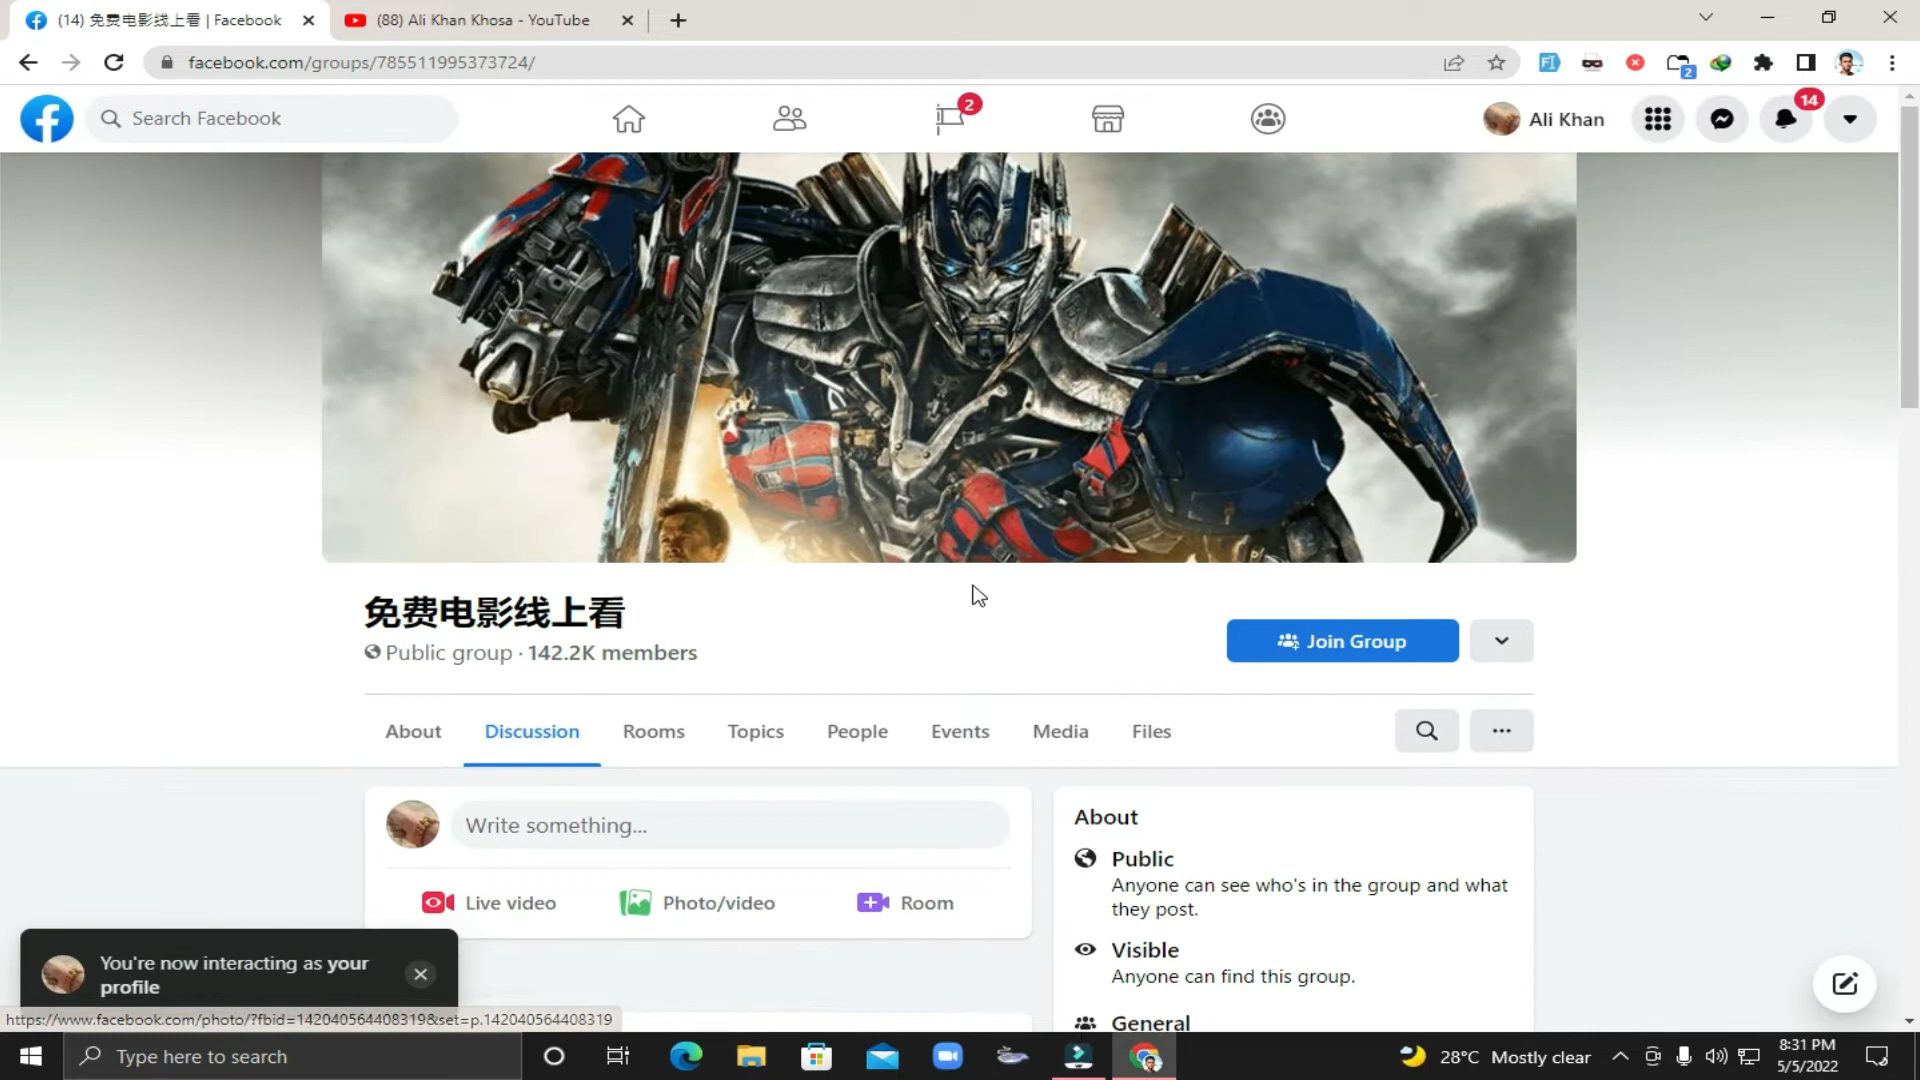 (14) 免费电影线上看 | Facebook
(88) Ali Khan Khosa - YouTube
facebook.com/groups/785511995373724/
2
Search Facebook
2
Ali Khan
14
免费电影线上看
Public group · 142.2K members
Join Group
About
Discussion
Rooms
Topics
People
Events
Media
Files
Write something...
Live video
Photo/video
Room
About
Public
Anyone can see who's in the group and what
they post.
Visible
Anyone can find this group.
General
You're now interacting as your
profile
https://www.facebook.com/photo/?fbid=142040564408319&set=p.142040564408319
Type here to search
28°C Mostly clear
8:31 PM
5/5/2022